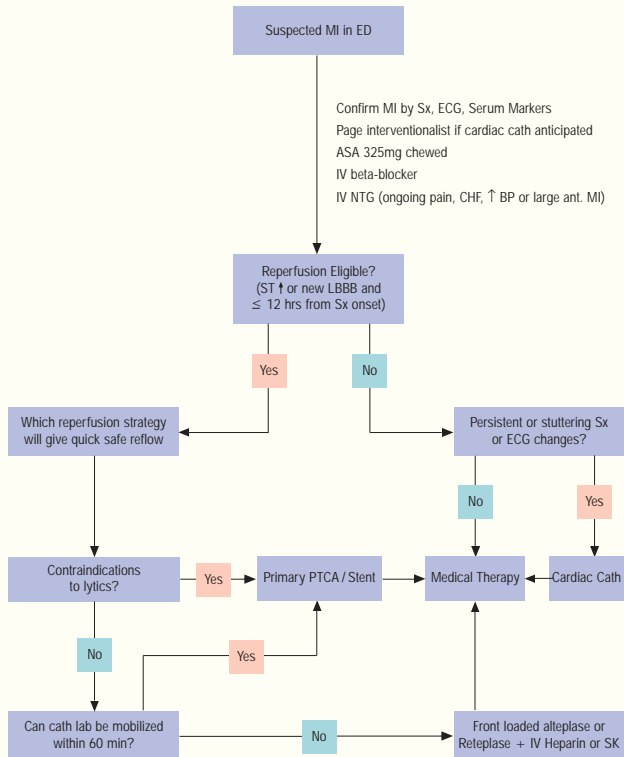 Suspected MI in ED
Confirm MI by Sx, ECG, Serum Markers
Page interventionalist if cardiac cath anticipated
ASA 325mg chewed
IV beta-blocker
IV NTG (ongoing pain, CHF, ↑ BP or large ant. MI)
Reperfusion Eligible?
(ST ↑ or new LBBB and
≤ 12 hrs from Sx onset)
Yes
No
Which reperfusion strategy
will give quick safe reflow
Persistent or stuttering Sx
or ECG changes?
No
Yes
Contraindications
to lytics?
Yes
Primary PTCA / Stent
Medical Therapy
Cardiac Cath
No
Yes
Can cath lab be mobilized
within 60 min?
No
Front loaded alteplase or
Reteplase + IV Heparin or SK